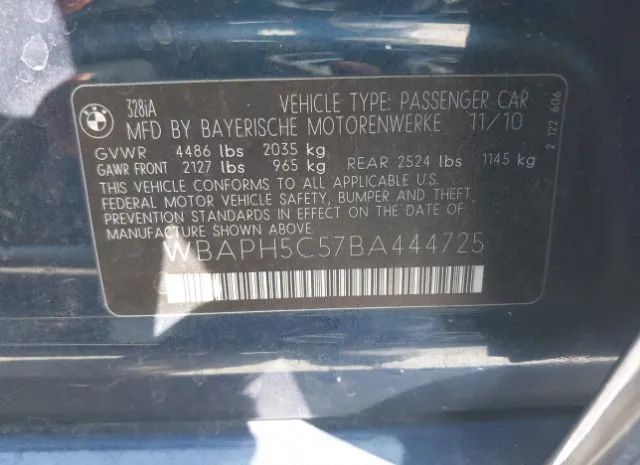 328iA VEHICLE TYPE: PASSENGER CAR
MFD BY BAYERISCHE MOTORENWERKE 11/10
GVWR 4486 lbs 2035 kg
GAWR FRONT 2127 lbs 965 kg REAR 2524 lbs 1145 kg
THIS VEHICLE CONFORMS TO ALL APPLICABLE U.S.
FEDERAL MOTOR VEHICLE SAFETY, BUMPER AND THEFT
PREVENTION STANDARDS IN EFFECT ON THE DATE OF
MANUFACTURE SHOWN ABOVE.
WBAPH5C57BA444725
2 122 606